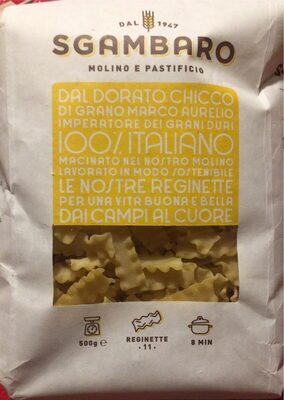 DAL 1947
SGAMBARO
MOLINO E PASTIFICIO
DAL DORATO CHICCO
DI GRANO MARCO AURELIO
IMPERATORE DEI GRANI DURI
100% ITALIANO
MACINATO NEL NOSTRO MOLINO
LAVORATO IN MODO SOSTENIBILE
LE NOSTRE REGINETTE
PER UNA VITA BUONA E BELLA
DAI CAMPI AL CUORE
500g e
REGINETTE
- 11 -
8 MIN